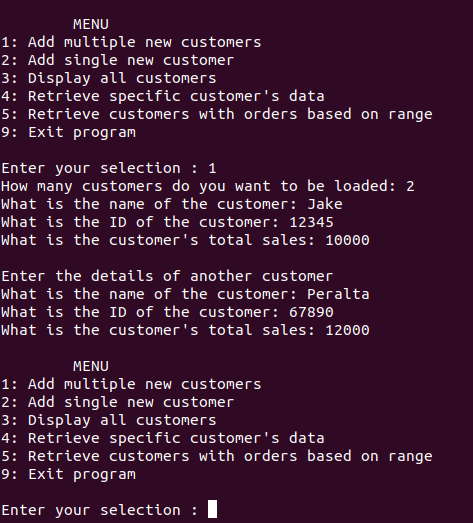 MENU
1: Add multiple new customers
2: Add single new customer
3: Display all customers
4: Retrieve specific customer's data
5: Retrieve customers with orders based on range
9: Exit program
Enter your selection : 1
How many customers do you want to be loaded: 2
What is the name of the customer: Jake
What is the ID of the customer: 12345
What is the customer's total sales: 10000
Enter the details of another customer
What is the name of the customer: Peralta
What is the ID of the customer: 67890
What is the customer's total sales: 12000
MENU
1: Add multiple new customers
2: Add single new customer
3: Display all customers
4: Retrieve specific customer's data
5: Retrieve customers with orders based on range
9: Exit program
Enter your selection :